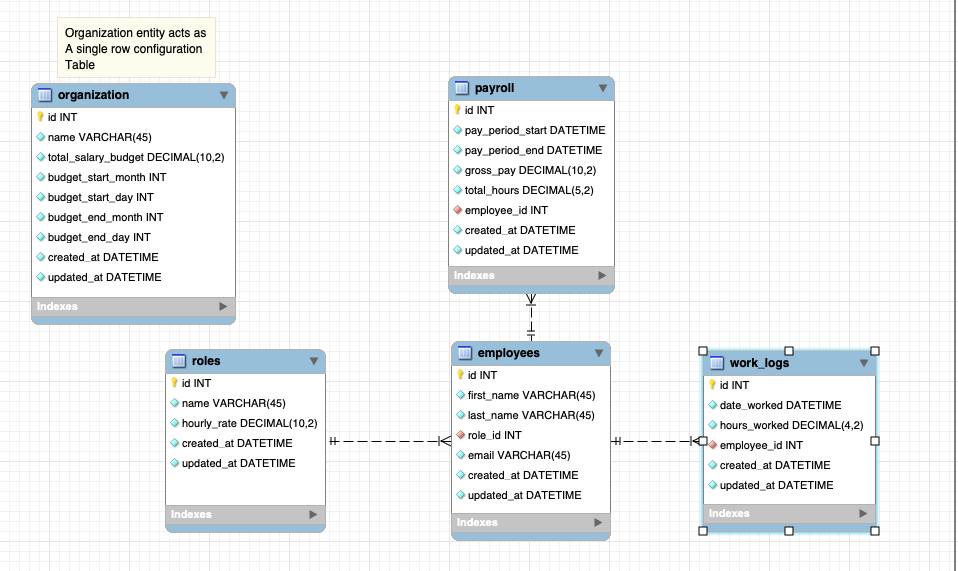 Organization entity acts as
A single row configuration
Table
organization
id INT
name VARCHAR(45)
total_salary_budget DECIMAL(10,2)
budget_start_month INT
budget_start_day INT
budget_end_month INT
budget_end_day INT
created_at DATETIME
updated_at DATETIME
Indexes
payroll
id INT
pay_period_start DATETIME
pay_period_end DATETIME
gross_pay DECIMAL(10,2)
total_hours DECIMAL(5,2)
employee_id INT
created_at DATETIME
updated_at DATETIME
Indexes
roles
id INT
name VARCHAR(45)
hourly_rate DECIMAL(10,2)
created_at DATETIME
updated_at DATETIME
Indexes
employees
id INT
first_name VARCHAR(45)
last_name VARCHAR(45)
role_id INT
email VARCHAR(45)
created_at DATETIME
updated_at DATETIME
Indexes
work_logs
id INT
date_worked DATETIME
hours_worked DECIMAL(4,2)
employee_id INT
created_at DATETIME
updated_at DATETIME
Indexes